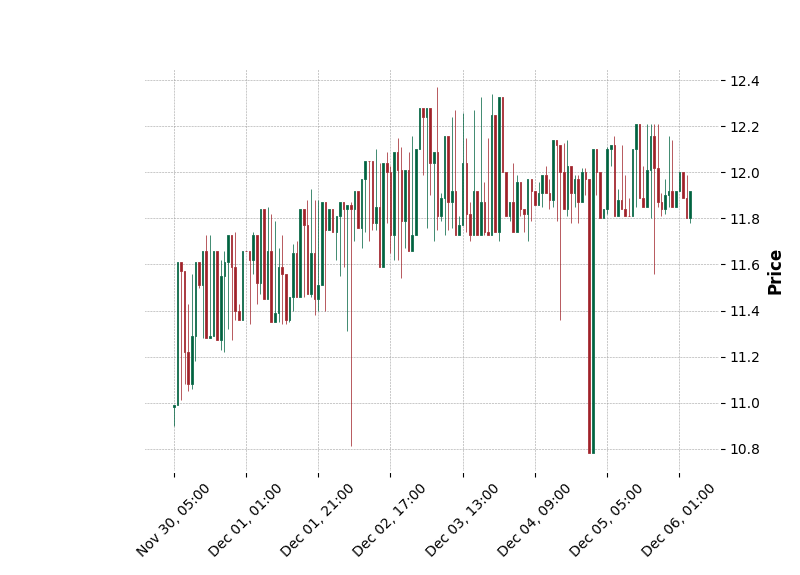 12.4
12.2
12.0
11.8
11.6
11.4
11.2
11.0
10.8
Price
Nov 30, 05:00
Dec 01, 01:00
Dec 01, 21:00
Dec 02, 17:00
Dec 03, 13:00
Dec 04, 09:00
Dec 05, 05:00
Dec 06, 01:00